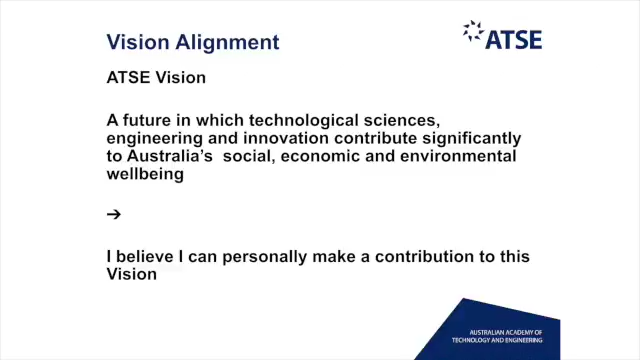 Vision Alignment
ATSE
ATSE Vision
A future in which technological sciences,
engineering and innovation contribute significantly
to Australia's social, economic and environmental
wellbeing
→
I believe I can personally make a contribution to this
Vision
AUSTRALIAN ACADEMY OF
TECHNOLOGY AND ENGINEERING